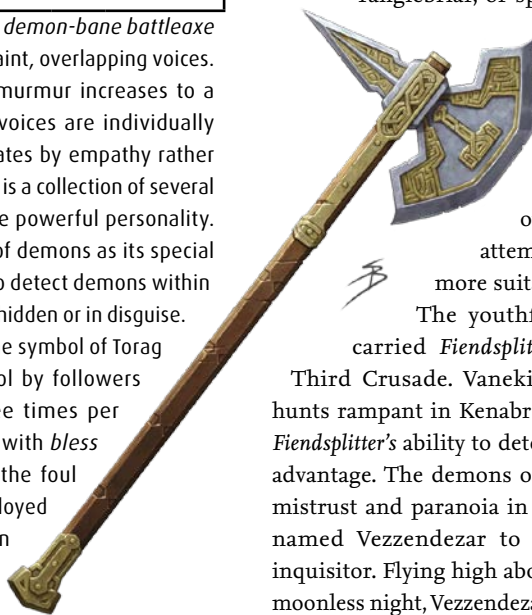 demon-bane battleaxe
aint, overlapping voices.
murmur increases to a
voices are individually
ates by empathy rather
is a collection of several
e powerful personality.
of demons as its special
o detect demons within
hidden or in disguise.
e symbol of Torag
ol by followers
ee times per
with bless
the foul
loyed
n
or sp
o
attem
more suit
The youthf
carried Fiendsplit
Third Crusade. Vaneki
hunts rampant in Kenabr
Fiendsplitter's ability to dete
advantage. The demons o
mistrust and paranoia in
named Vezzendezar to
inquisitor. Flying high abo
moonless night, Vezzendeza